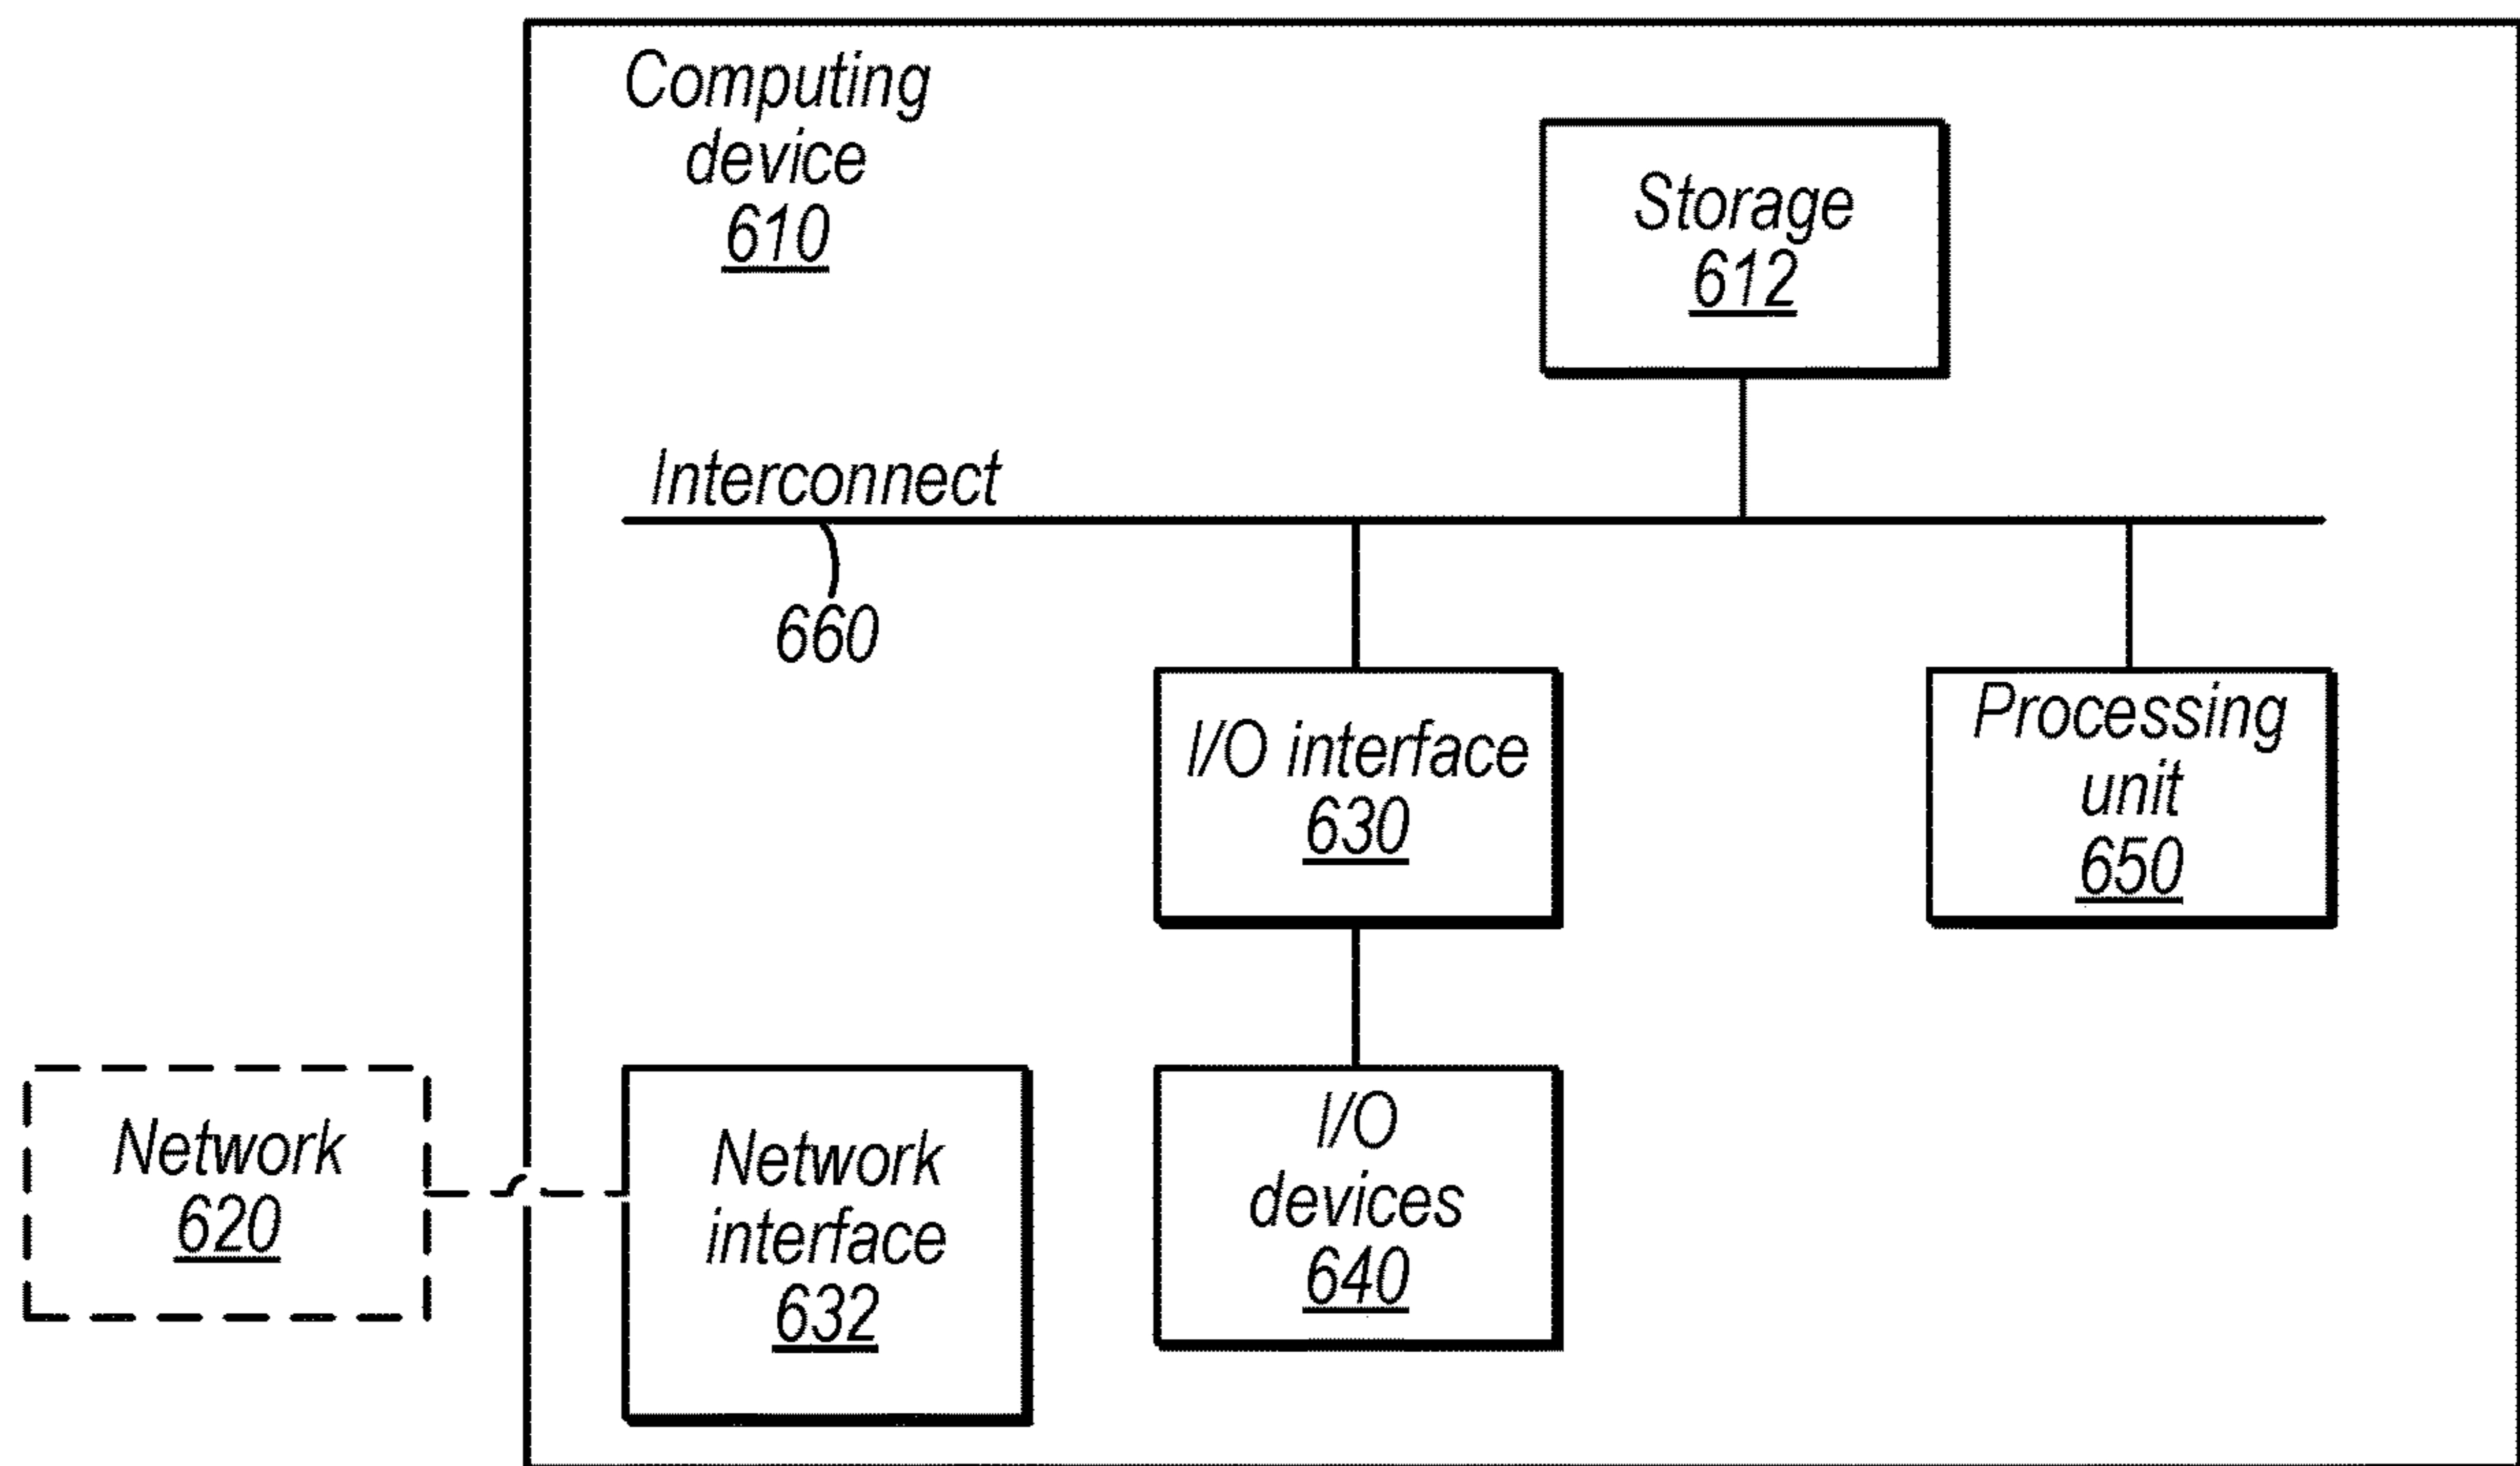 Computing
device
610
Storage
612
Interconnect
660
I/O interface
630
Processing
unit
650
Network
620
Network
interface
632
I/O
devices
640